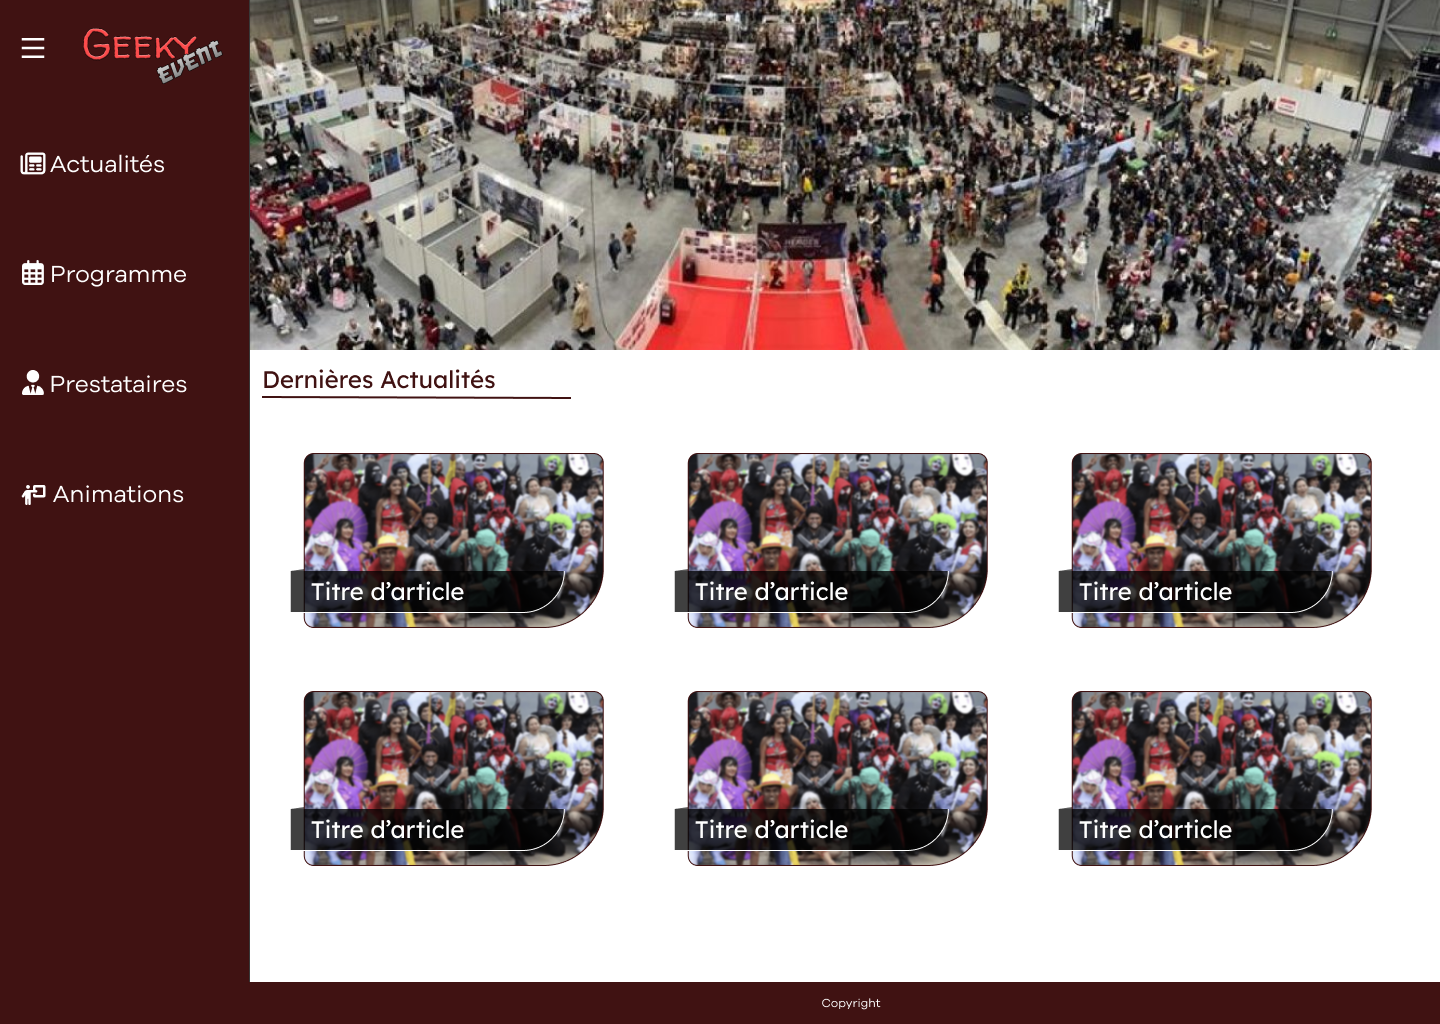 GEEKY
EVENT
Actualités
Programme
Prestataires
Animations
HEROES
Dernières Actualités
Titre d’article
Titre d’article
Titre d’article
Titre d’article
Titre d’article
Titre d’article
Copyright